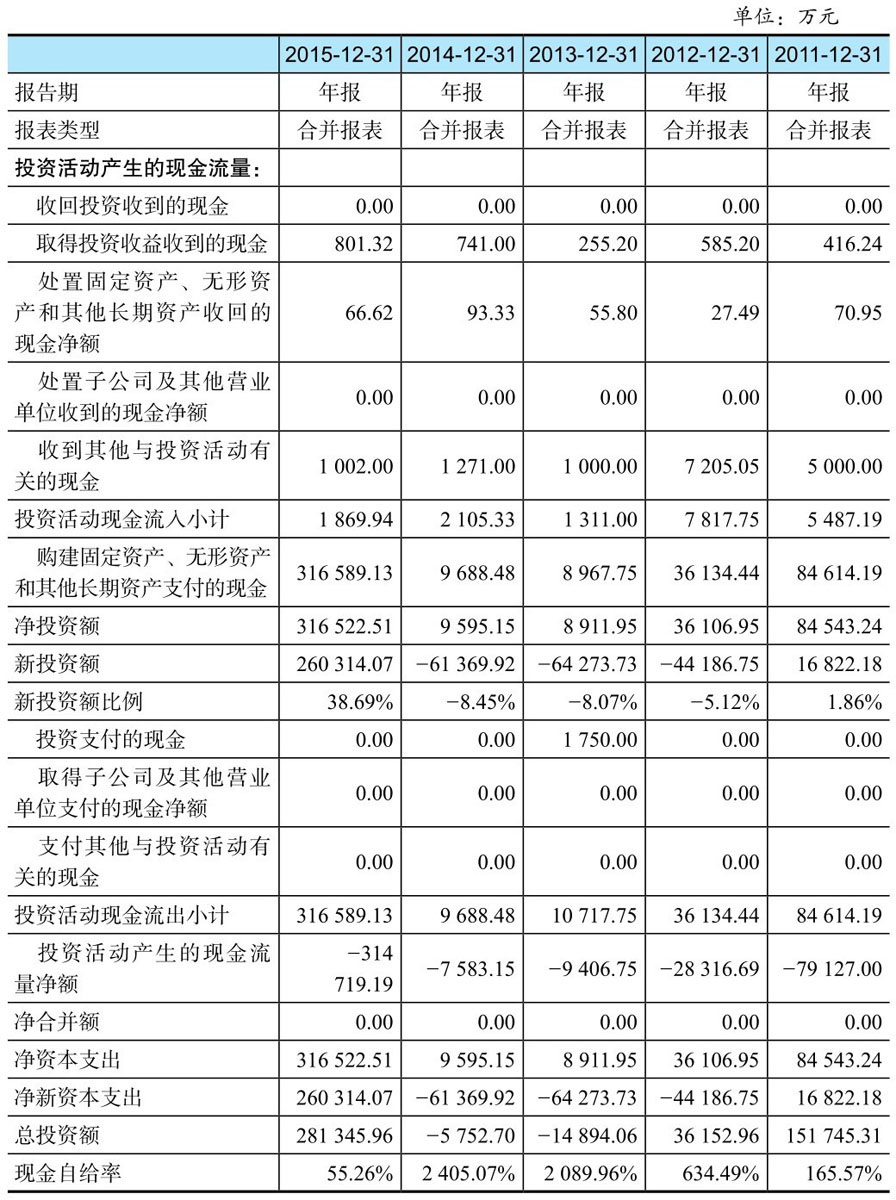 单位：万元
2015-12-31 2014-12-31 2013-12-31 2012-12-31 2011-12-31
报告期 年报 年报 年报 年报 年报
报表类型 合并报表 合并报表 合并报表 合并报表 合并报表
投资活动产生的现金流量：
收回投资收到的现金 0.00 0.00 0.00 0.00 0.00
取得投资收益收到的现金 801.32 741.00 255.20 585.20 416.24
处置固定资产、无形资
产和其他长期资产收回的 66.62 93.33 55.80 27.49 70.95
现金净额
处置子公司及其他营业
单位收到的现金净额 0.00 0.00 0.00 0.00 0.00
收到其他与投资活动有
关的现金 1 002.00 1 271.00 1 000.00 7 205.05 5 000.00
投资活动现金流入小计 1 869.94 2 105.33 1 311.00 7 817.75 5 487.19
购建固定资产、无形资产
和其他长期资产支付的现金 316 589.13 9 688.48 8 967.75 36 134.44 84 614.19
净投资额 316 522.51 9 595.15 8 911.95 36 106.95 84 543.24
新投资额 260 314.07 −61 369.92 −64 273.73 −44 186.75 16 822.18
新投资额比例 38.69% −8.45% −8.07% −5.12% 1.86%
投资支付的现金 0.00 0.00 1 750.00 0.00 0.00
取得子公司及其他营业
单位支付的现金净额 0.00 0.00 0.00 0.00 0.00
支付其他与投资活动有
关的现金 0.00 0.00 0.00 0.00 0.00
投资活动现金流出小计 316 589.13 9 688.48 10 717.75 36 134.44 84 614.19
投资活动产生的现金流 −314
量净额 719.19 −7 583.15 −9 406.75 −28 316.69 −79 127.00
净合并额 0.00 0.00 0.00 0.00 0.00
净资本支出 316 522.51 9 595.15 8 911.95 36 106.95 84 543.24
净新资本支出 260 314.07 −61 369.92 −64 273.73 −44 186.75 16 822.18
总投资额 281 345.96 −5 752.70 −14 894.06 36 152.96 151 745.31
现金自给率 55.26% 2 405.07% 2 089.96% 634.49% 165.57%